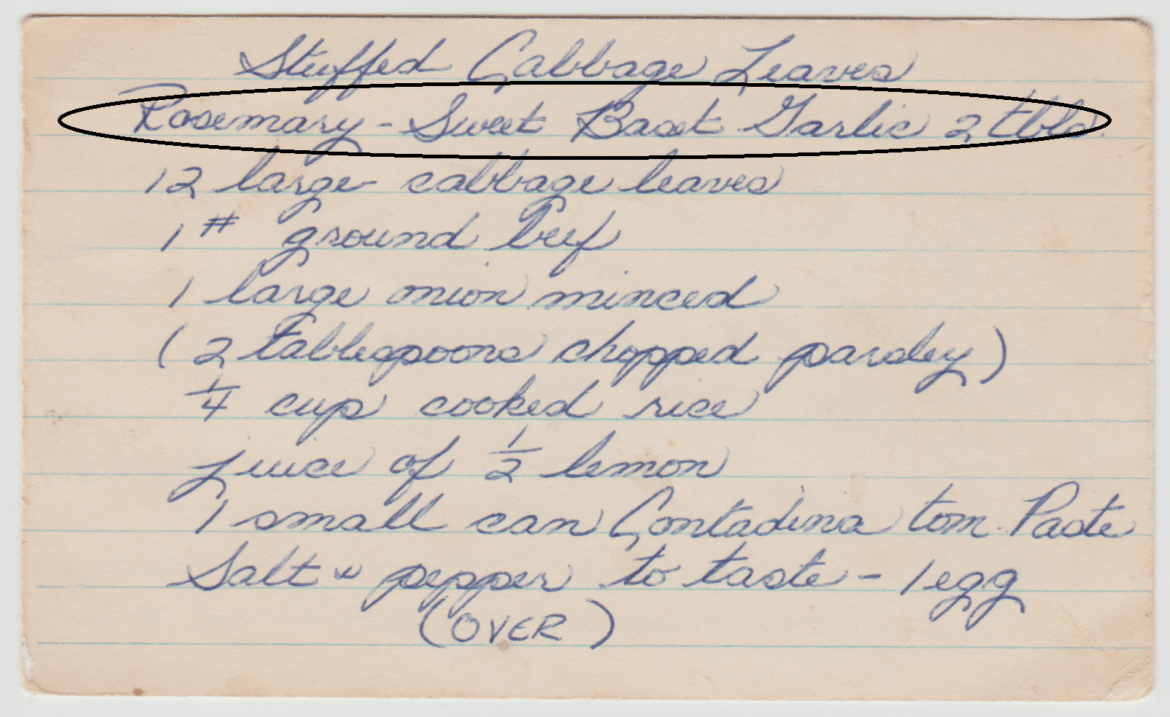 Stuffed Cabbage Leaves
Rosemary - Sweet Baset Garlic 2 tbls.
12 large cabbage leaves
1 # ground beef
1 large onion minced
(2 tablespoons chopped parsley)
1/4 cup cooked rice
juice of 1/2 lemon
1 small can Contadina tom. Paste
Salt & pepper to taste - 1 egg
(OVER)